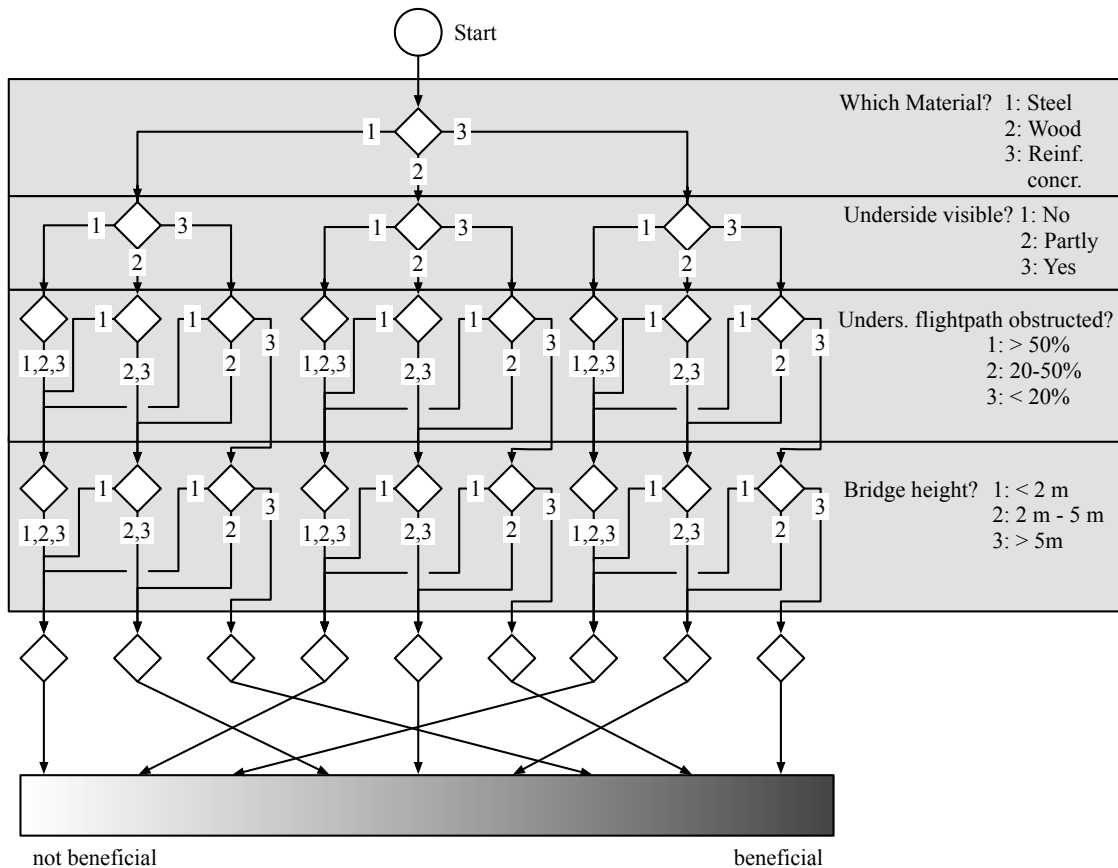 Start
Which Material? 1: Steel
2: Wood
3: Reinf.
concr.
1 3
2
Underside visible? 1: No
2: Partly
3: Yes
1 3 1 3 1 3
2 2 2
Unders. flightpath obstructed?
1: > 50%
2: 20-50%
3: < 20%
1 1 3 1 1 3 1 1 3
1,2,3 2,3 2 1,2,3 2,3 2 1,2,3 2,3 2
Bridge height? 1: < 2 m
2: 2 m - 5 m
3: > 5m
1 1 3 1 1 3 1 1 3
1,2,3 2,3 2 1,2,3 2,3 2 1,2,3 2,3 2
not beneficial beneficial